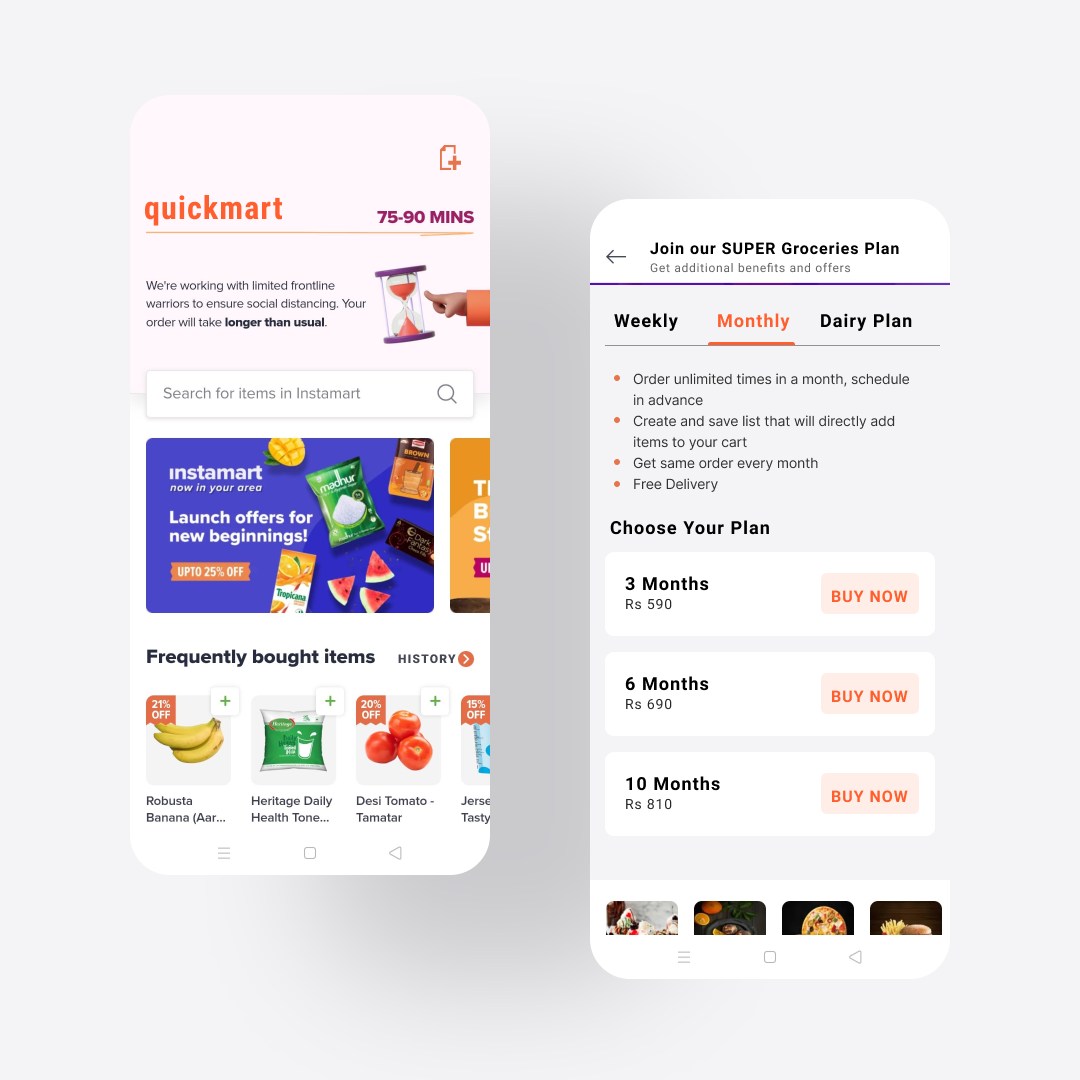 quickmart
75-90 MINS
We're working with limited frontline
warriors to ensure social distancing. Your
order will take longer than usual.
Search for items in Instamart
ınstamart
now in your area
Launch offers for
new beginnings!
UPTO 25% OFF
madhur
BROWN
Dark
Fantas
Tropicana
Frequently bought items
HISTORY
21%
OFF
Heritage
20%
OFF
15%
OFF
Robusta
Banana (Aar...
Heritage Daily
Health Tone...
Desi Tomato -
Tamatar
Jerse
Tasty
Join our SUPER Groceries Plan
Get additional benefits and offers
Weekly
Monthly
Dairy Plan
Order unlimited times in a month, schedule
in advance
Create and save list that will directly add
items to your cart
Get same order every month
Free Delivery
Choose Your Plan
3 Months
Rs 590
BUY NOW
6 Months
Rs 690
BUY NOW
10 Months
Rs 810
BUY NOW